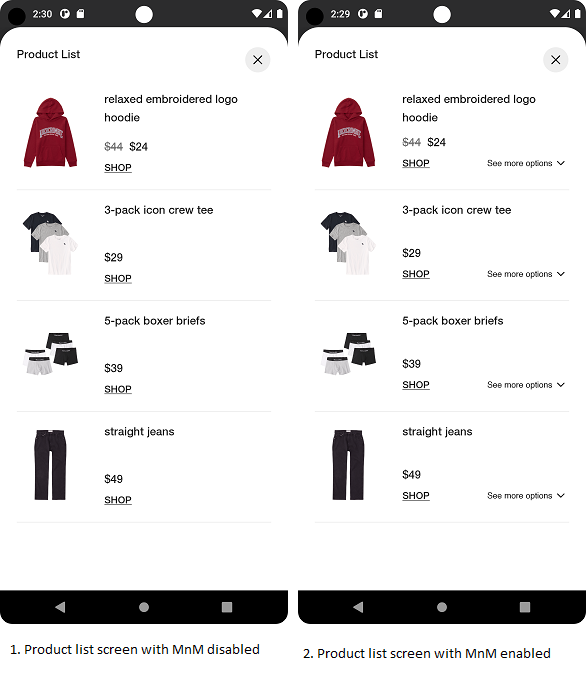 2:30
Product List
relaxed embroidered logo
hoodie
$44 $24
SHOP
3-pack icon crew tee
$29
SHOP
5-pack boxer briefs
$39
SHOP
straight jeans
$49
SHOP
1. Product list screen with MnM disabled
2:29
Product List
relaxed embroidered logo
hoodie
$44 $24
SHOP See more options
3-pack icon crew tee
$29
SHOP See more options
5-pack boxer briefs
$39
SHOP See more options
straight jeans
$49
SHOP See more options
2. Product list screen with MnM enabled